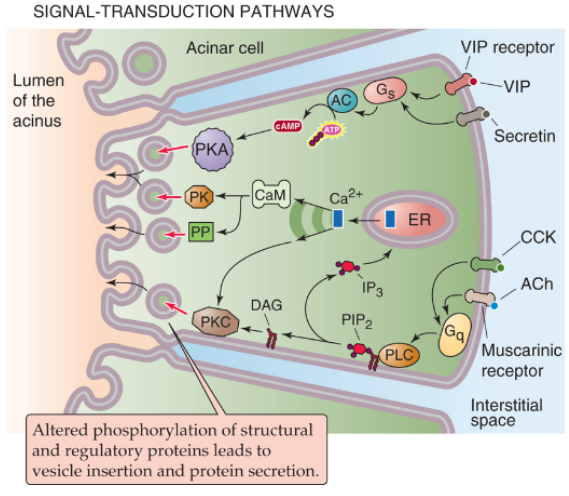 SIGNAL-TRANSDUCTION PATHWAYS
Acinar cell
Lumen
of the
acinus
VIP receptor
VIP
Secretin
Gs
AC
ATP
cAMP
PKA
PK
CaM
Ca2+
ER
PP
CCK
ACh
IP3
DAG
PIP2
PKC
PLC
Gq
Muscarinic
receptor
Interstitial
space
Altered phosphorylation of structural
and regulatory proteins leads to
vesicle insertion and protein secretion.